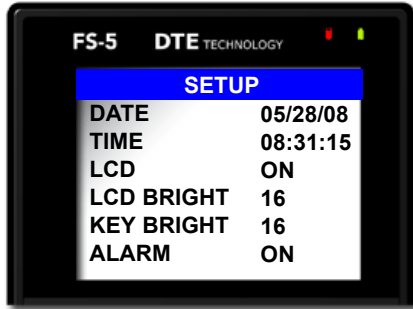 FS-5 DTE TECHNOLOGY
SETUP
DATE 05/28/08
TIME 08:31:15
LCD ON
LCD BRIGHT 16
KEY BRIGHT 16
ALARM ON